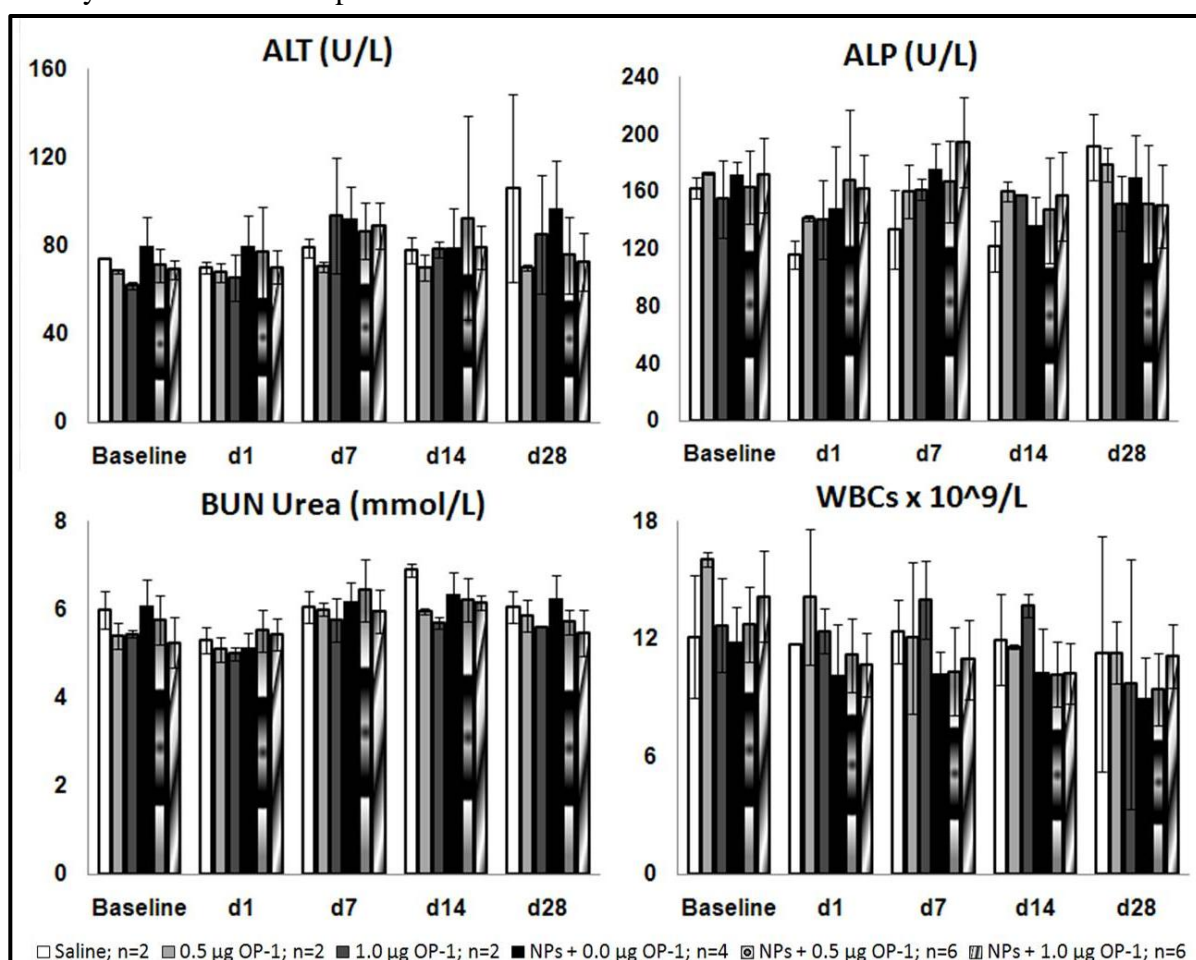 ALT (U/L)
160
120
80
40
0
Baseline d1 d7 d14 d28
ALP (U/L)
240
200
160
120
80
40
0
Baseline d1 d7 d14 d28
BUN Urea (mmol/L)
8
6
4
2
0
Baseline d1 d7 d14 d28
WBCs x 10^9/L
18
12
6
0
Baseline d1 d7 d14 d28
Saline; n=2 0.5 µg OP-1; n=2 1.0 µg OP-1; n=2 NPs + 0.0 µg OP-1; n=4 NPs + 0.5 µg OP-1; n=6 NPs + 1.0 µg OP-1; n=6